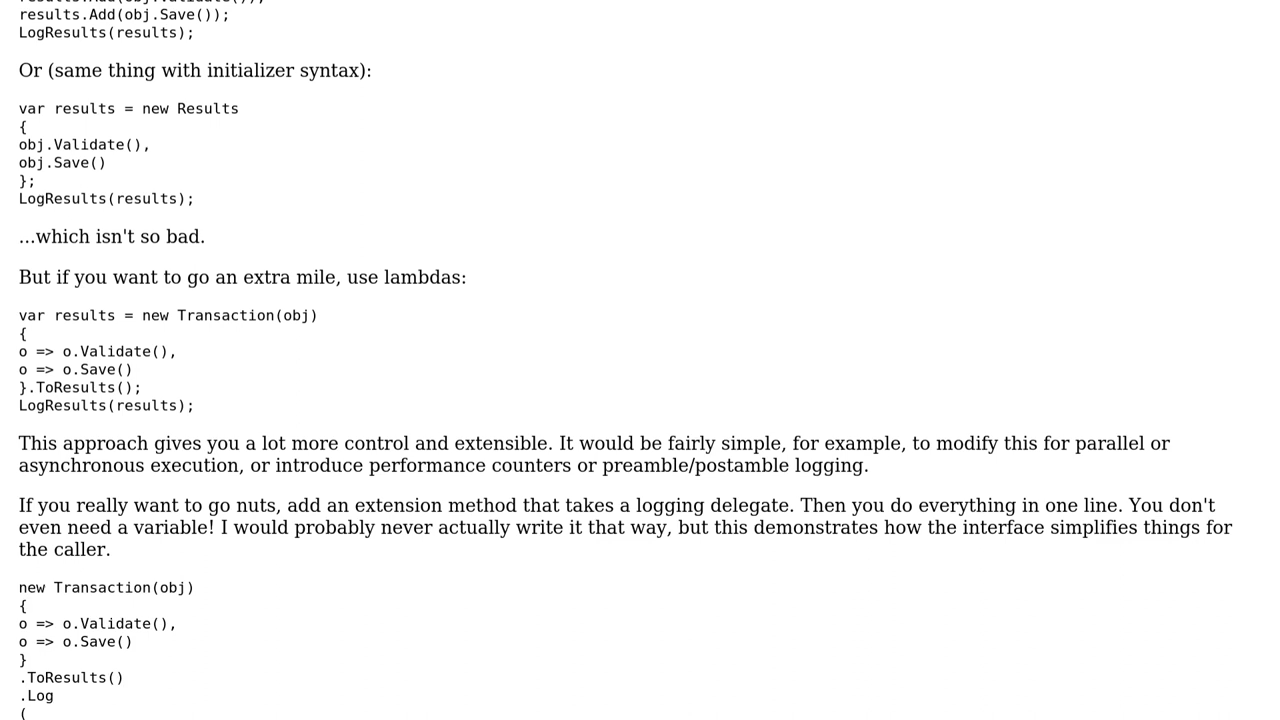 results.Add(obj.Save());
LogResults(results);
Or (same thing with initializer syntax):
var results = new Results
{
obj.Validate(),
obj.Save()
};
LogResults(results);
...which isn't so bad.
But if you want to go an extra mile, use lambdas:
var results = new Transaction(obj)
{
o => o.Validate(),
o => o.Save()
}.ToResults();
LogResults(results);
This approach gives you a lot more control and extensible. It would be fairly simple, for example, to modify this for parallel or
asynchronous execution, or introduce performance counters or preamble/postamble logging.
If you really want to go nuts, add an extension method that takes a logging delegate. Then you do everything in one line. You don't
even need a variable! I would probably never actually write it that way, but this demonstrates how the interface simplifies things for
the caller.
new Transaction(obj)
{
o => o.Validate(),
o => o.Save()
}
.ToResults()
.Log
(